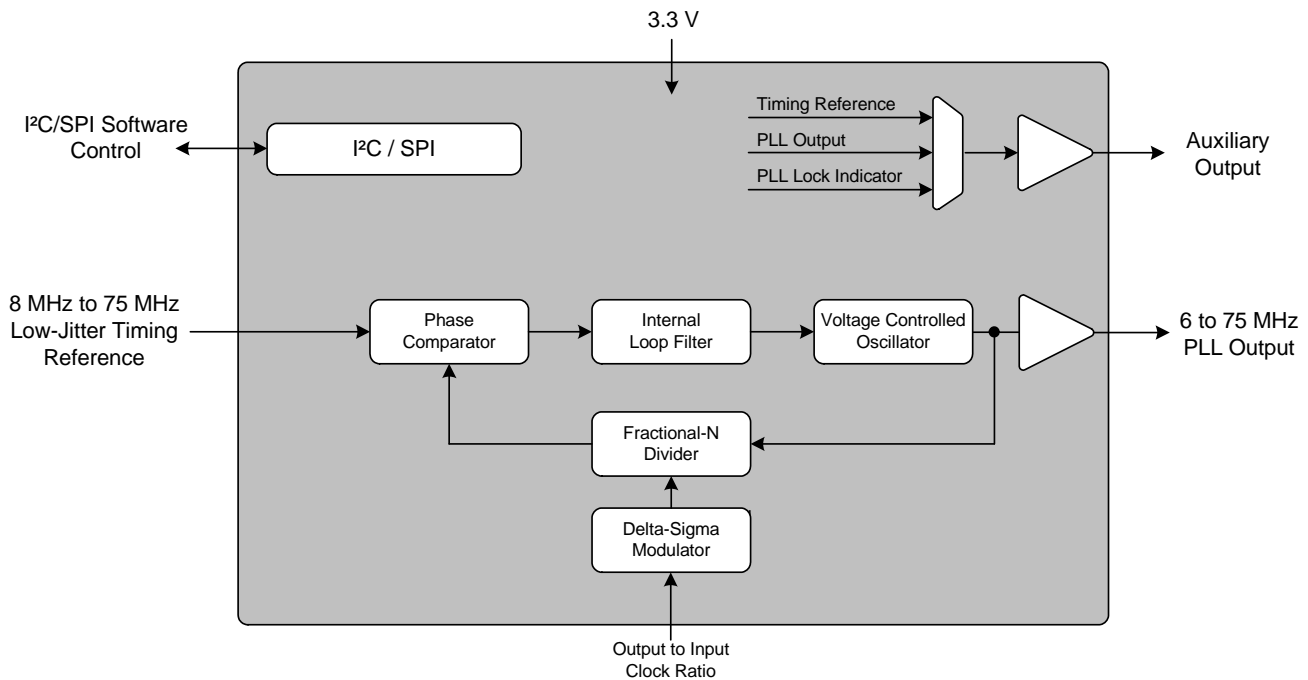 3.3 V
I²C/SPI Software
Control
I²C / SPI
Timing Reference
PLL Output
PLL Lock Indicator
Auxiliary
Output
8 MHz to 75 MHz
Low-Jitter Timing
Reference
Phase
Comparator
Internal
Loop Filter
Voltage Controlled
Oscillator
6 to 75 MHz
PLL Output
Fractional-N
Divider
Delta-Sigma
Modulator
Output to Input
Clock Ratio